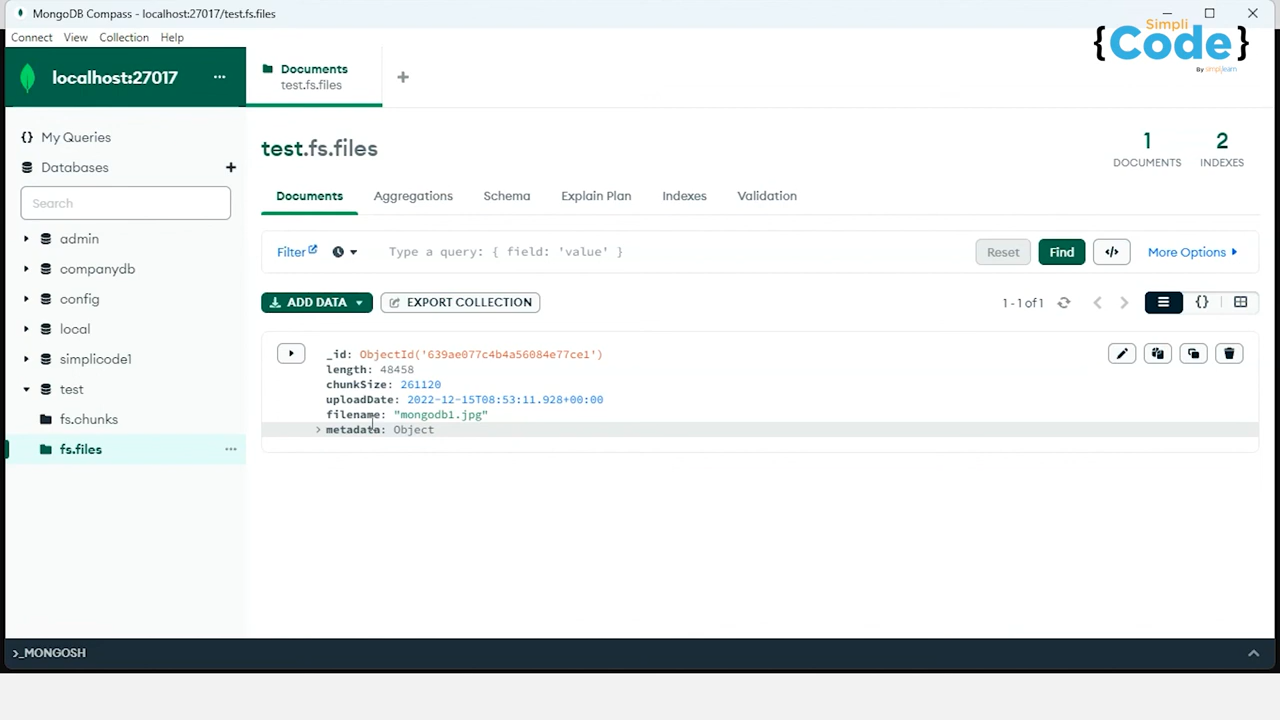 MongoDB Compass - localhost:27017/test.fs.files
Connect View Collection Help
Simpli
{Code}
By simplilearn
localhost:27017 ...
Documents
test.fs.files
My Queries
Databases
Search
admin
companydb
config
local
simplicode1
test
fs.chunks
fs.files
test.fs.files
1
DOCUMENTS
2
INDEXES
Documents Aggregations Schema Explain Plan Indexes Validation
Filter Type a query: { field: 'value' } Reset Find </> More Options
ADD DATA EXPORT COLLECTION 1 - 1 of 1 {}
_id: ObjectId('639ae077c4b4a56084e77ce1')
length: 48458
chunkSize: 261120
uploadDate: 2022-12-15T08:53:11.928+00:00
filename: "mongodb1.jpg"
metadata: Object
>_MONGOSH